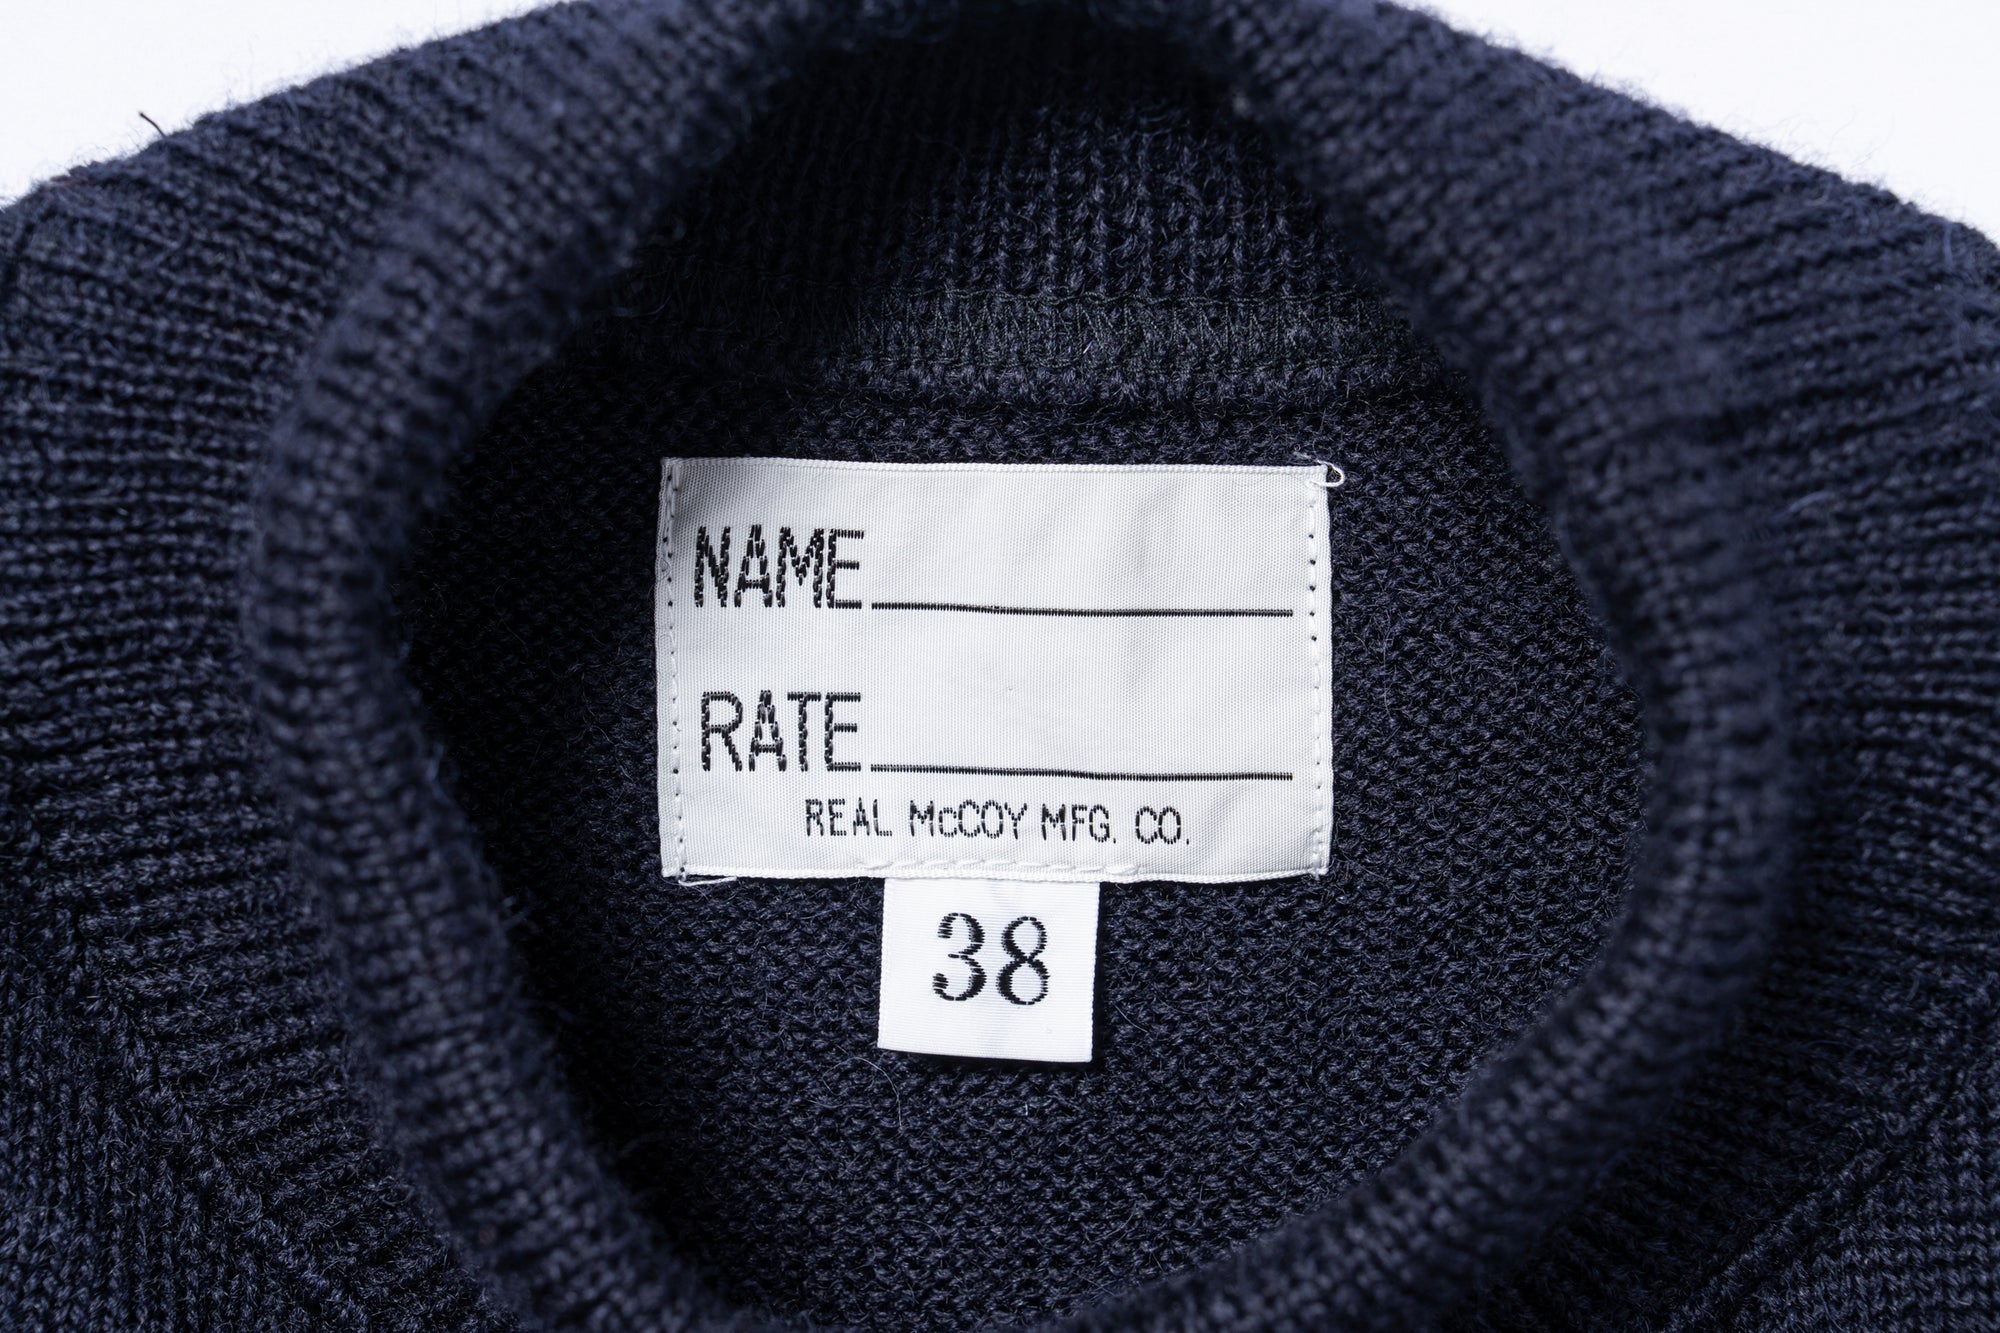 NAME
RATE
REAL McCOY MFG. CO.
38